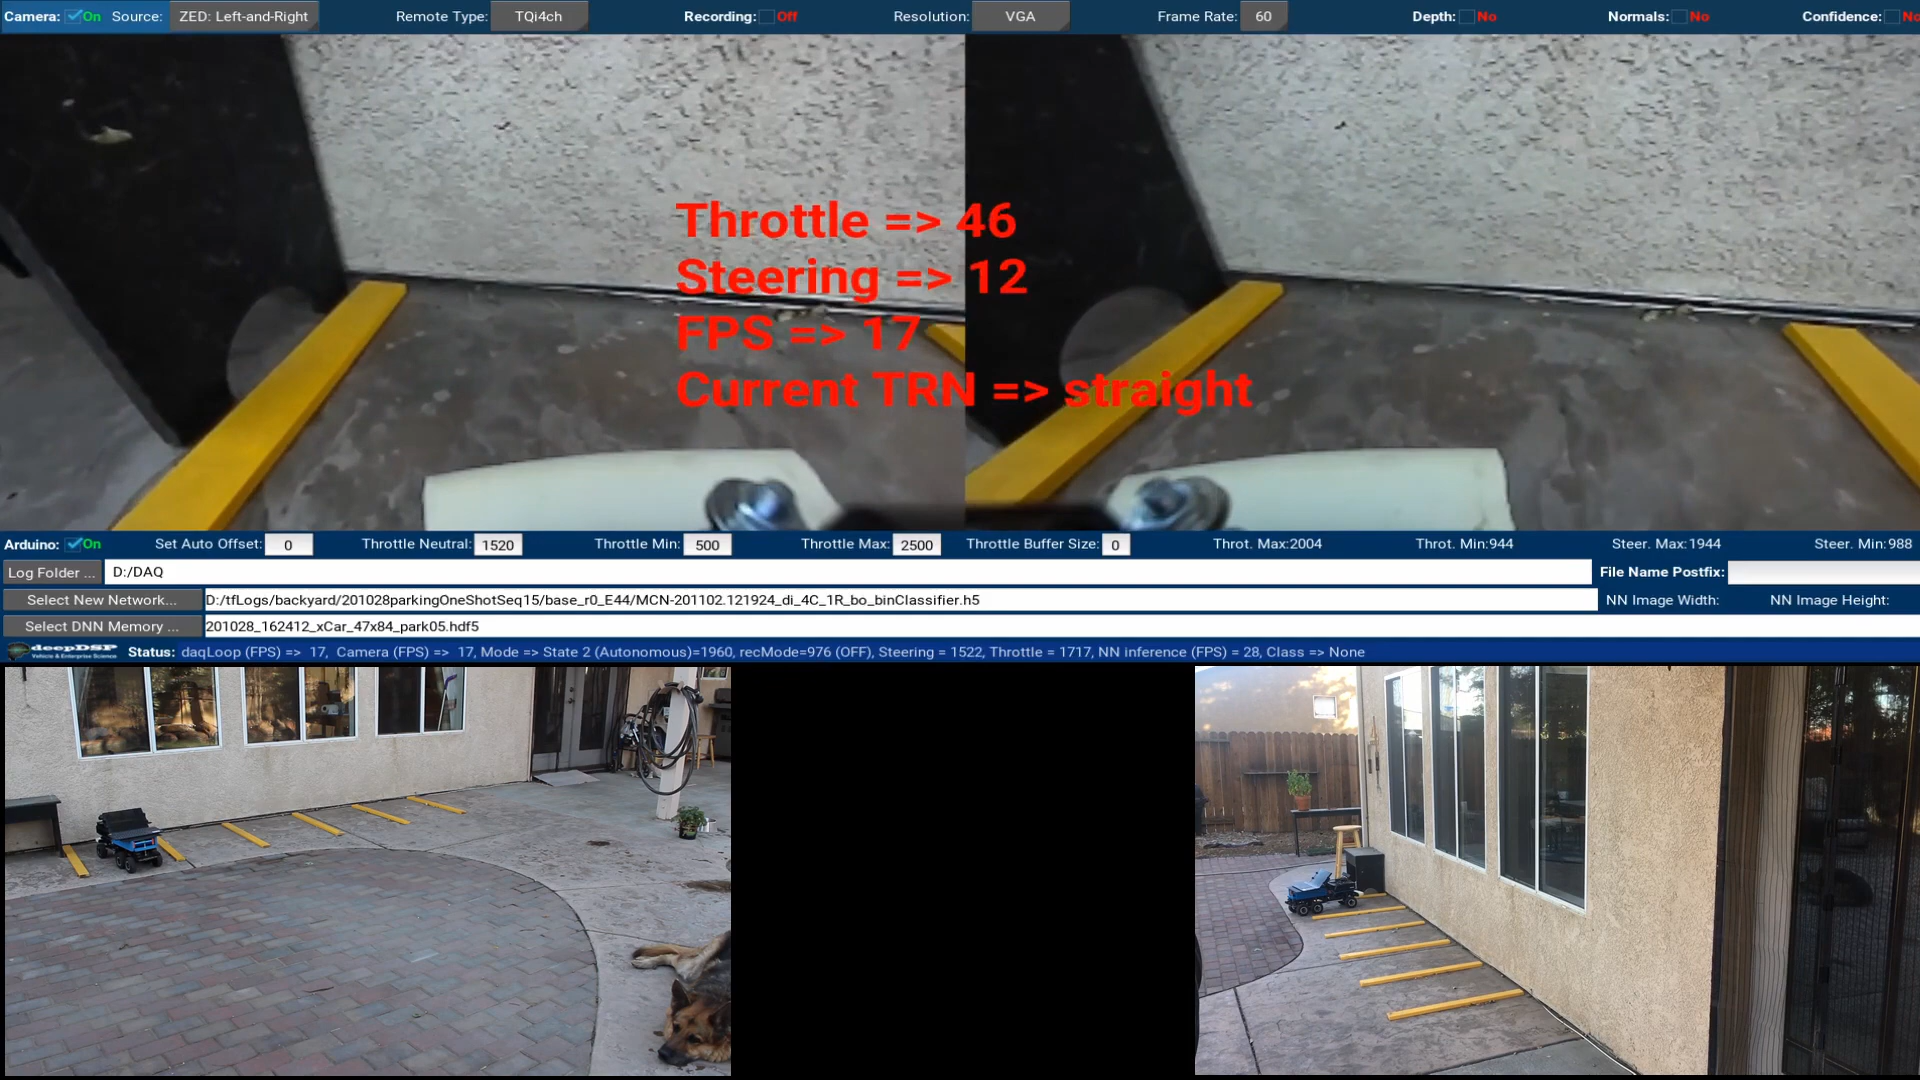 Camera: On Source: ZED: Left-and-Right Remote Type: TQi4ch Recording: Off Resolution: VGA Frame Rate: 60 Depth: No Normals: No Confidence: No
Throttle => 46
Steering => 12
FPS => 17
Current TRN => straight
Arduino: On Set Auto Offset: 0 Throttle Neutral: 1520 Throttle Min: 500 Throttle Max: 2500 Throttle Buffer Size: 0 Throt. Max:2004 Throt. Min:944 Steer. Max:1944 Steer. Min:988
Log Folder ... D:/DAQ File Name Postfix:
Select New Network... D:/tfLogs/backyard/201028parkingOneShotSeq15/base_r0_E44/MCN-201102.121924_di_4C_1R_bo_binClassifier.h5 NN Image Width: NN Image Height:
Select DNN Memory ... 201028_162412_xCar_47x84_park05.hdf5
deepDSP Vehicle & Enterprise Science Status: daqLoop (FPS) => 17, Camera (FPS) => 17, Mode => State 2 (Autonomous)=1960, recMode=976 (OFF), Steering = 1522, Throttle = 1717, NN inference (FPS) = 28, Class => None